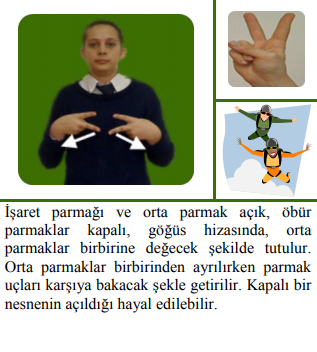 İşaret parmağı ve orta parmak açık, öbür
parmaklar kapalı, göğüs hizasında, orta
parmaklar birbirine değecek şekilde tutulur.
Orta parmaklar birbirinden ayrılırken parmak
uçları karşıya bakacak şekle getirilir. Kapalı bir
nesnenin açıldığı hayal edilebilir.